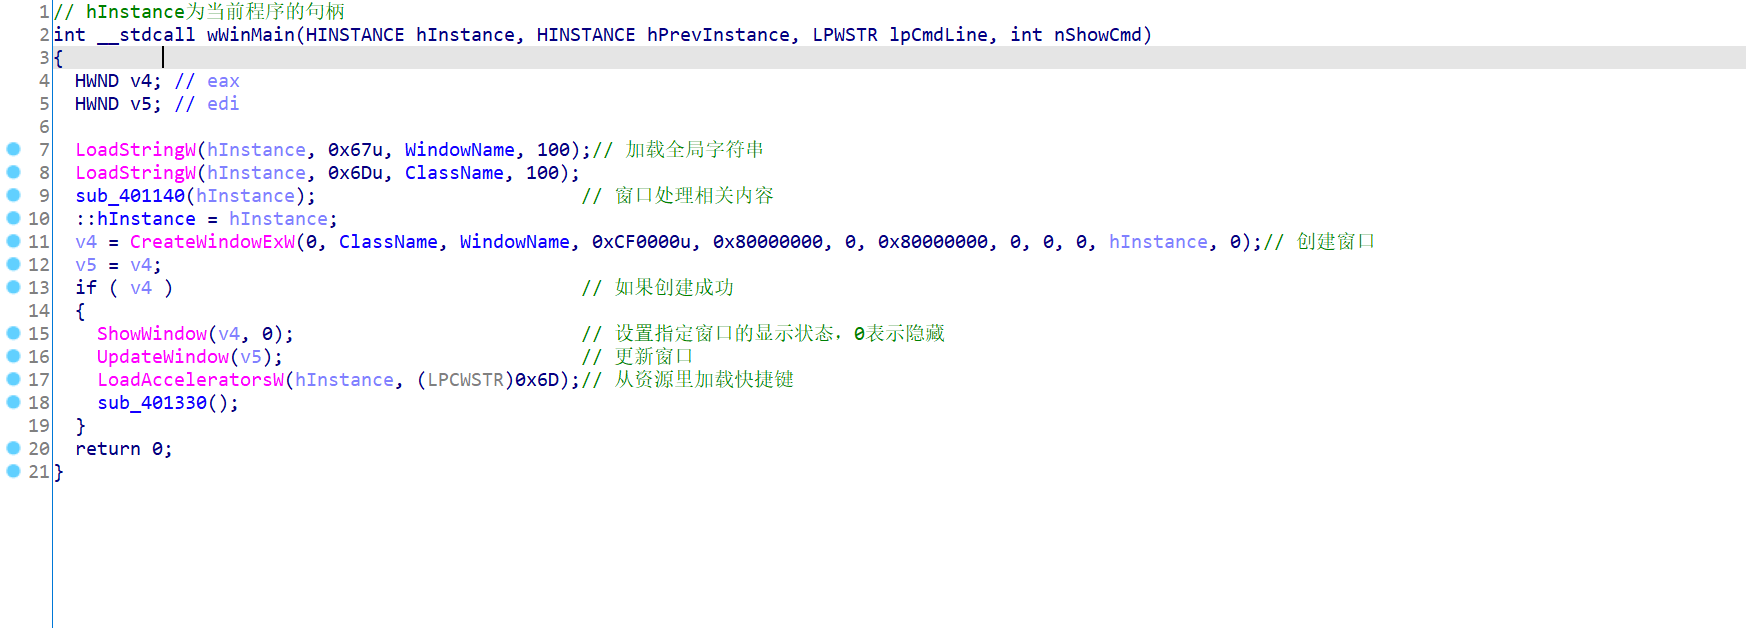 1 // hInstance为当前程序的句柄
2 int __stdcall wWinMain(HINSTANCE hInstance, HINSTANCE hPrevInstance, LPWSTR lpCmdLine, int nShowCmd)
3 {
4   HWND v4; // eax
5   HWND v5; // edi
6
7   LoadStringW(hInstance, 0x67u, WindowName, 100);// 加载全局字符串
8   LoadStringW(hInstance, 0x6Du, ClassName, 100);
9   sub_401140(hInstance);                        // 窗口处理相关内容
10   ::hInstance = hInstance;
11   v4 = CreateWindowExW(0, ClassName, WindowName, 0xCF0000u, 0x80000000, 0, 0x80000000, 0, 0, 0, hInstance, 0);// 创建窗口
12   v5 = v4;
13   if ( v4 )                                     // 如果创建成功
14   {
15     ShowWindow(v4, 0);                          // 设置指定窗口的显示状态，0表示隐藏
16     UpdateWindow(v5);                           // 更新窗口
17     LoadAcceleratorsW(hInstance, (LPCWSTR)0x6D);// 从资源里加载快捷键
18     sub_401330();
19   }
20   return 0;
21 }